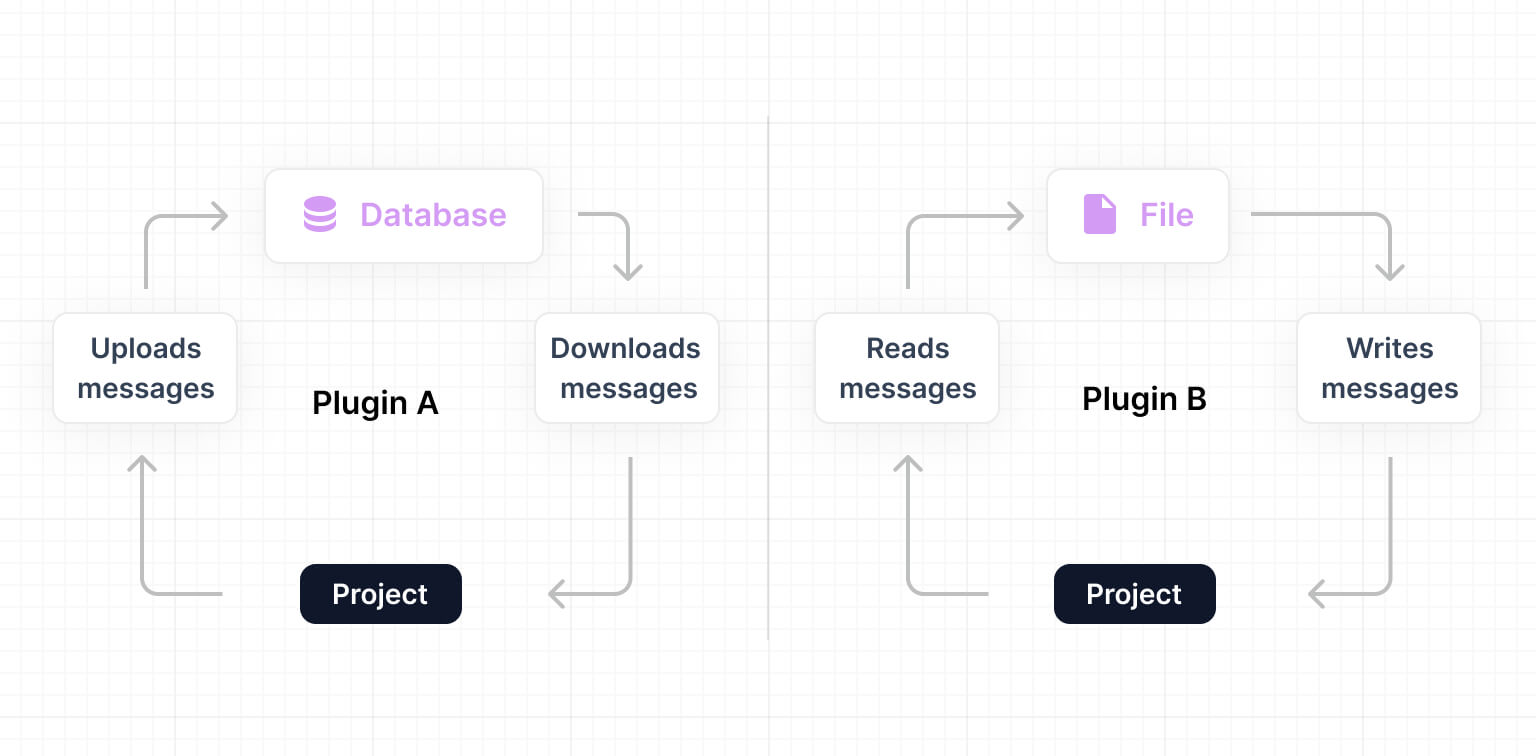 Database
Uploads
messages
Plugin A
Downloads
messages
Project
File
Reads
messages
Plugin B
Writes
messages
Project